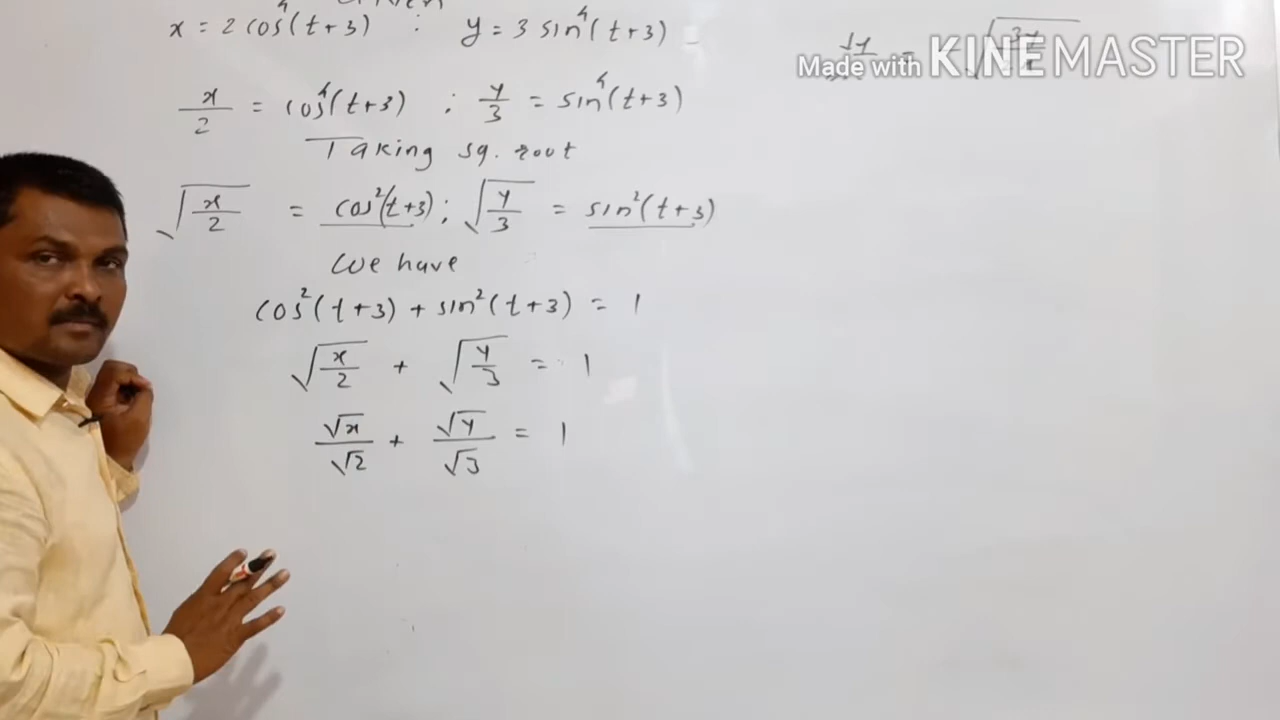 x = 2 cos⁴(t+3) : y = 3 sin⁴(t+3)
x/2 = cos⁴(t+3) ; y/3 = sin⁴(t+3)
Taking sq. root
√(x/2) = cos²(t+3) ; √(y/3) = sin²(t+3)
We have
cos²(t+3) + sin²(t+3) = 1
√(x/2) + √(y/3) = 1
√x/√2 + √y/√3 = 1
Made with KINEMASTER